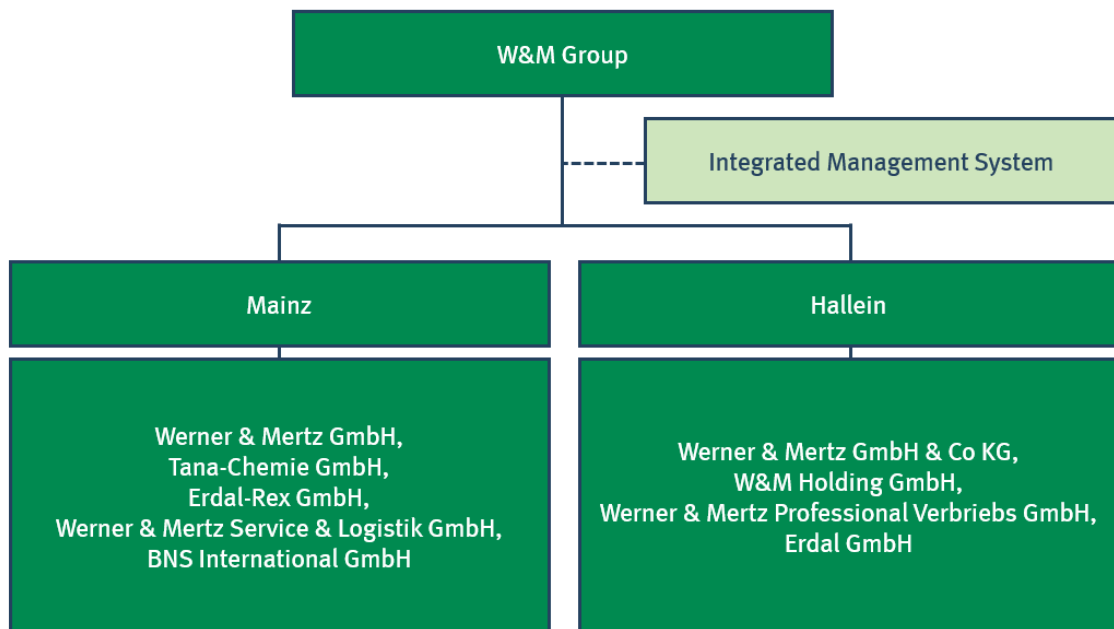 W&M Group
Integrated Management System
Mainz
Hallein
Werner & Mertz GmbH,
Tana-Chemie GmbH,
Erdal-Rex GmbH,
Werner & Mertz Service & Logistik GmbH,
BNS International GmbH
Werner & Mertz GmbH & Co KG,
W&M Holding GmbH,
Werner & Mertz Professional Verbriebs GmbH,
Erdal GmbH